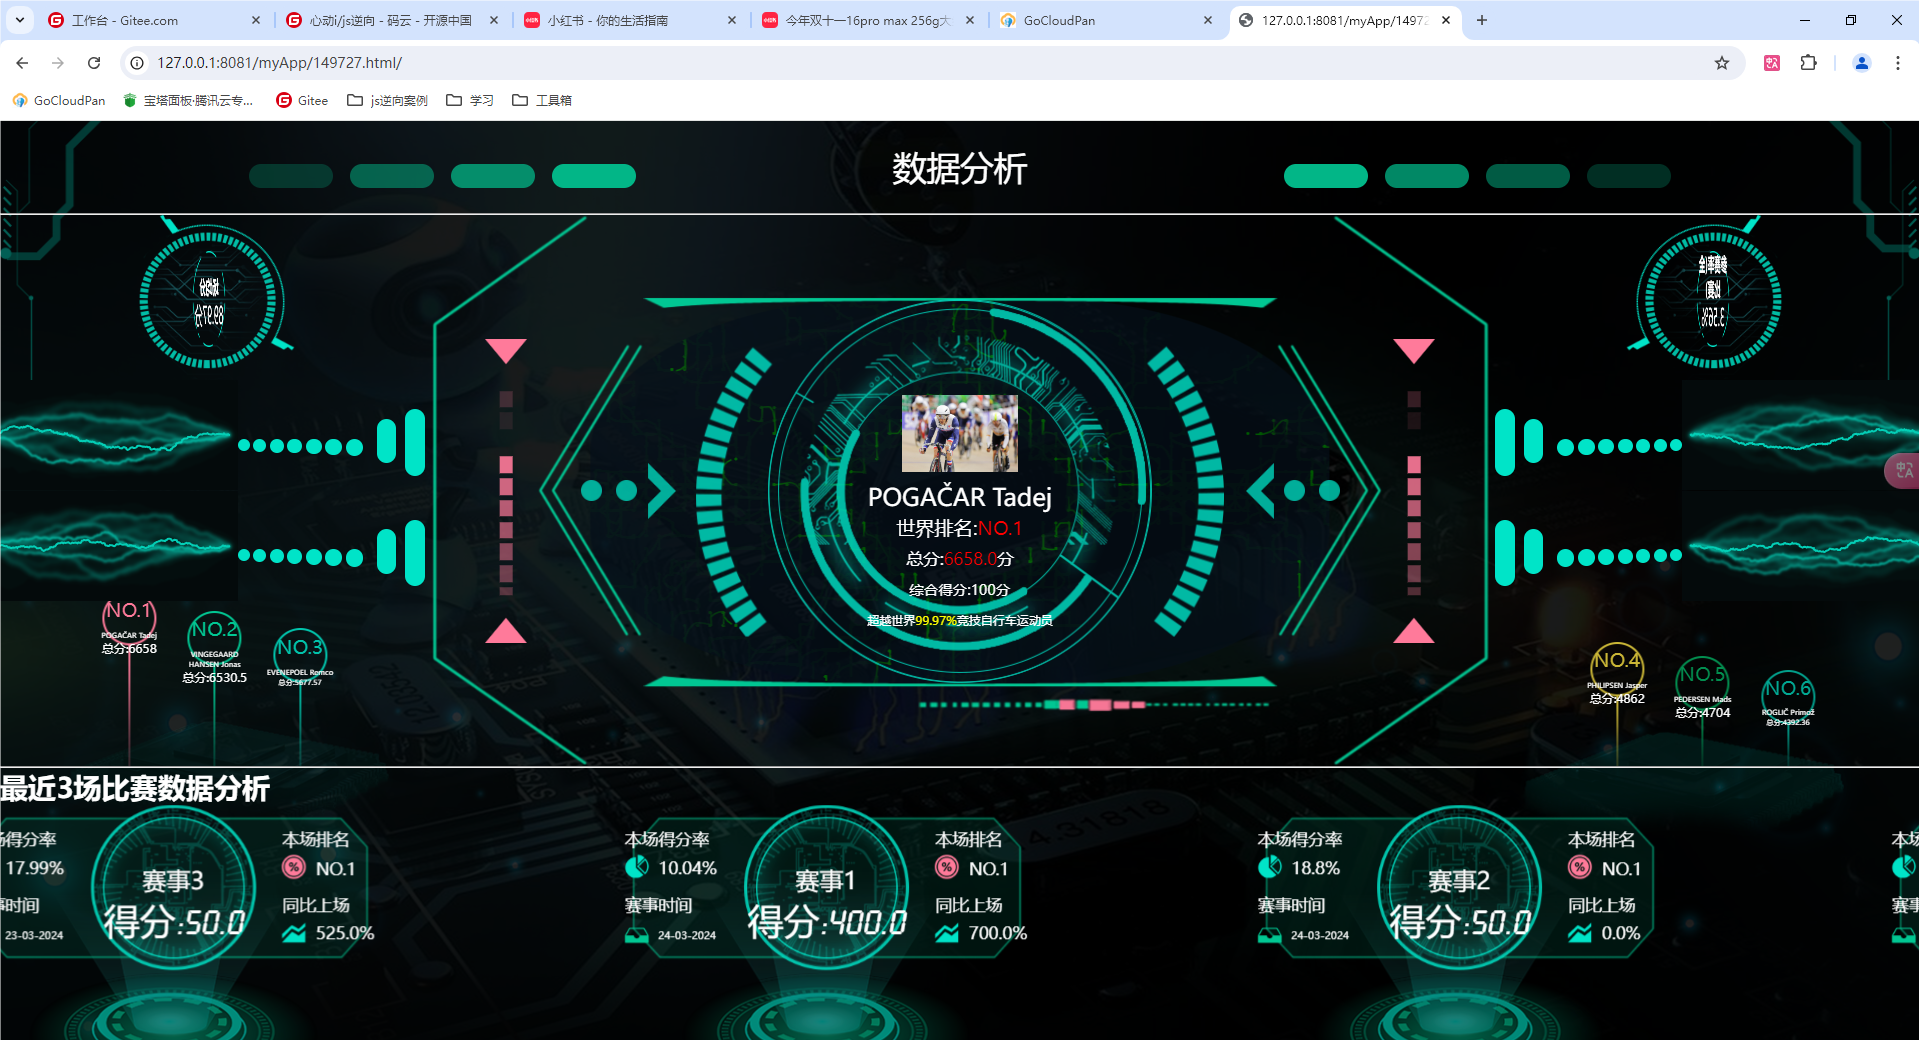 工作台 - Gitee.com
心动i/js逆向 - 码云 - 开源中国
小红书 - 你的生活指南
今年双十一16pro max 256g大
GoCloudPan
127.0.0.1:8081/myApp/14972
127.0.0.1:8081/myApp/149727.html/
GoCloudPan
宝塔面板·腾讯云专...
Gitee
js逆向案例
学习
工具箱
数据分析
POGAČAR Tadej
世界排名:NO.1
总分:6658.0分
综合得分:100分
超越世界99.97%竞技自行车运动员
89.97分
3.56%
NO.1
POGAČAR Tadej
总分:6658
NO.2
VINGEGAARD
HANSEN Jonas
总分:6530.5
NO.3
EVENEPOEL Remco
总分:5677.57
NO.4
PHILIPSEN Jasper
总分:4862
NO.5
PEDERSEN Mads
总分:4704
NO.6
ROGLIČ Primož
总分:4392.36
最近3场比赛数据分析
场得分率
17.99%
事时间
23-03-2024
赛事3
得分:50.0
本场排名
NO.1
同比上场
525.0%
本场得分率
10.04%
赛事时间
24-03-2024
赛事1
得分:400.0
本场排名
NO.1
同比上场
700.0%
本场得分率
18.8%
赛事时间
24-03-2024
赛事2
得分:50.0
本场排名
NO.1
同比上场
0.0%
本场
赛事